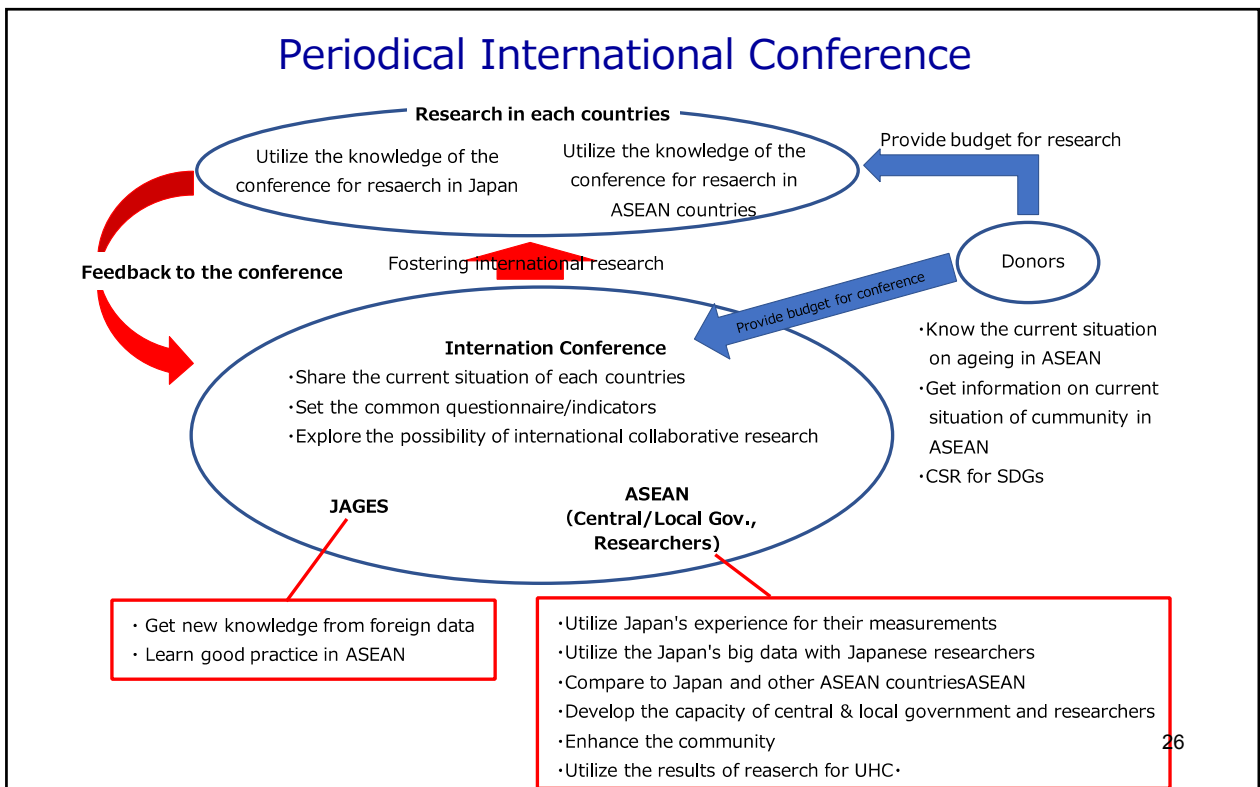 Periodical International Conference
Research in each countries
Utilize the knowledge of the
conference for resaerch in Japan
Utilize the knowledge of the
conference for resaerch in
ASEAN countries
Provide budget for research
Feedback to the conference
Fostering international research
Donors
Provide budget for conference
・Know the current situation
on ageing in ASEAN
・Get information on current
situation of cummunity in
ASEAN
・CSR for SDGs
Internation Conference
・Share the current situation of each countries
・Set the common questionnaire/indicators
・Explore the possibility of international collaborative research
JAGES
ASEAN
(Central/Local Gov.,
Researchers)
・ Get new knowledge from foreign data
・ Learn good practice in ASEAN
・Utilize Japan's experience for their measurements
・Utilize the Japan's big data with Japanese researchers
・Compare to Japan and other ASEAN countriesASEAN
・Develop the capacity of central & local government and researchers
・Enhance the community
・Utilize the results of reaserch for UHC・
26